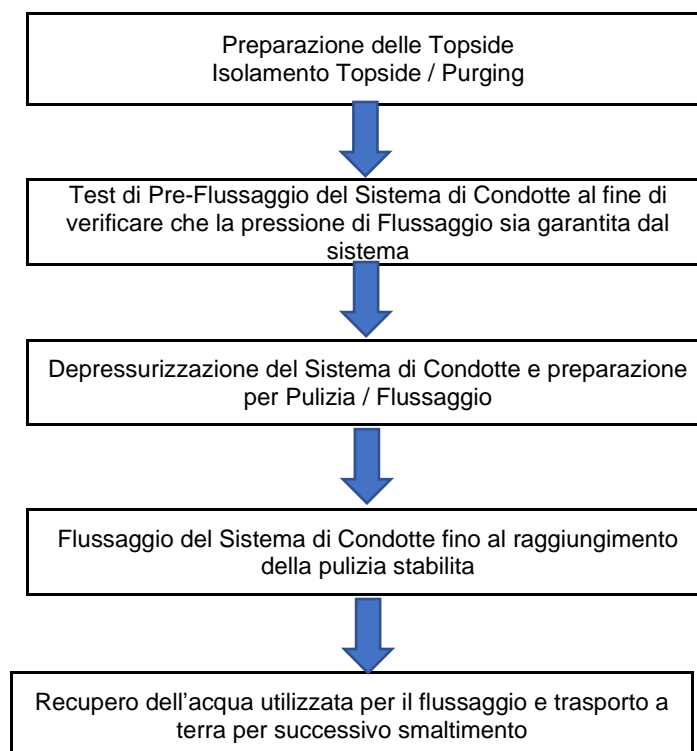 Preparazione delle Topside
Isolamento Topside / Purging
Test di Pre-Flussaggio del Sistema di Condotte al fine di
verificare che la pressione di Flussaggio sia garantita dal
sistema
Depressurizzazione del Sistema di Condotte e preparazione
per Pulizia / Flussaggio
Flussaggio del Sistema di Condotte fino al raggiungimento
della pulizia stabilita
Recupero dell’acqua utilizzata per il flussaggio e trasporto a
terra per successivo smaltimento